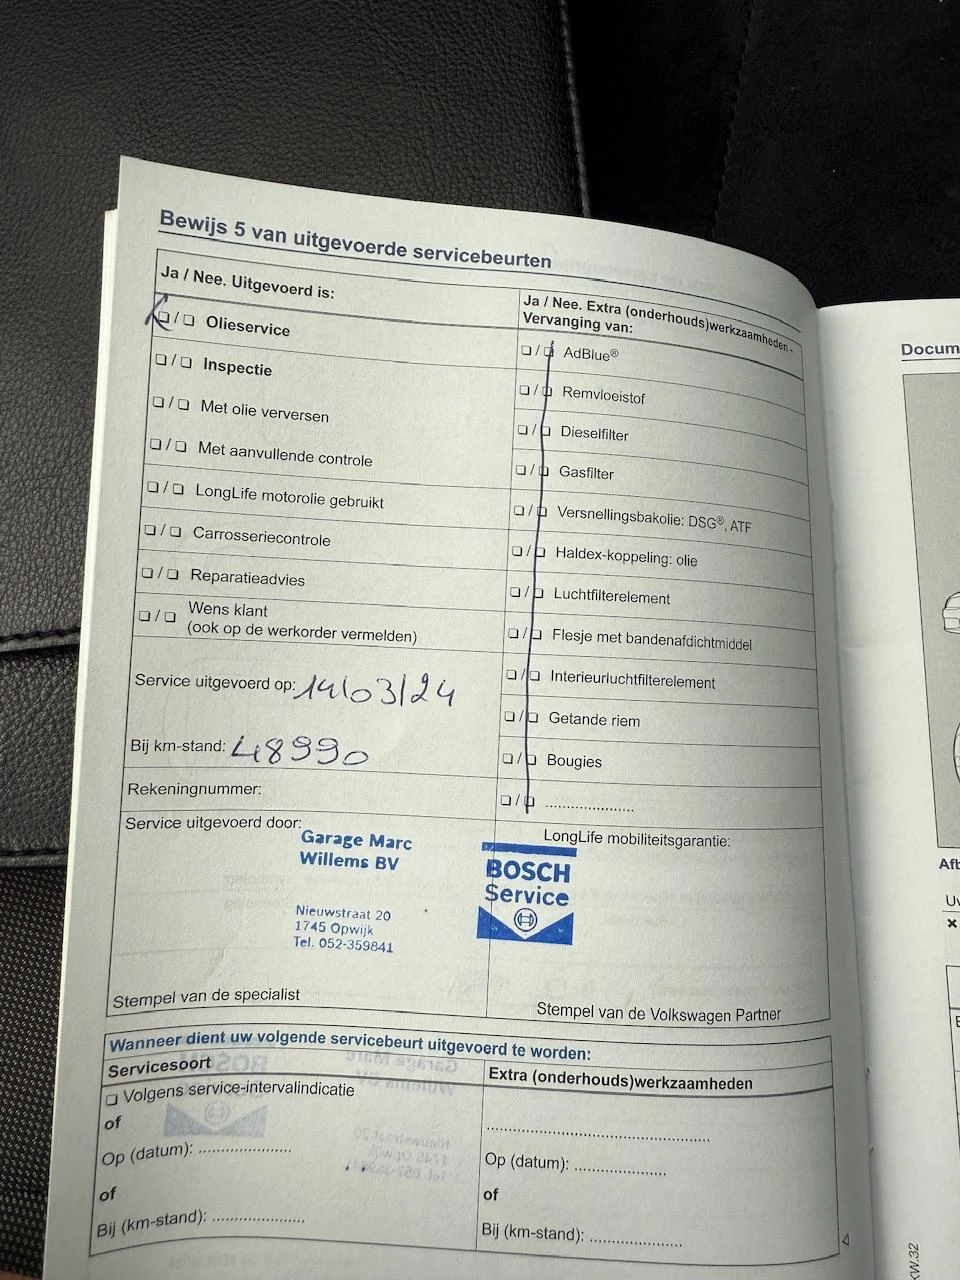 Bewijs 5 van uitgevoerde servicebeurten
Ja / Nee. Uitgevoerd is:
❏ / ❏ Olieservice
❏ / ❏ Inspectie
❏ / ❏ Met olie verversen
❏ / ❏ Met aanvullende controle
❏ / ❏ LongLife motorolie gebruikt
❏ / ❏ Carrosseriecontrole
❏ / ❏ Reparatieadvies
❏ / ❏ Wens klant
(ook op de werkorder vermelden)
Service uitgevoerd op: 14/03/24
Bij km-stand: 48990
Rekeningnummer:
Ja / Nee. Extra (onderhouds)werkzaamheden -
Vervanging van:
❏ / ❏ AdBlue®
❏ / ❏ Remvloeistof
❏ / ❏ Dieselfilter
❏ / ❏ Gasfilter
❏ / ❏ Versnellingsbakolie: DSG®, ATF
❏ / ❏ Haldex-koppeling: olie
❏ / ❏ Luchtfilterelement
❏ / ❏ Flesje met bandenafdichtmiddel
❏ / ❏ Interieurluchtfilterelement
❏ / ❏ Getande riem
❏ / ❏ Bougies
❏ / ❏ ......................
Service uitgevoerd door:
Garage Marc
Willems BV
Nieuwstraat 20
1745 Opwijk
Tel. 052-359841
Stempel van de specialist
LongLife mobiliteitsgarantie:
BOSCH
Service
Stempel van de Volkswagen Partner
Wanneer dient uw volgende servicebeurt uitgevoerd te worden:
Servicesoort
❏ Volgens service-intervalindicatie
of
Op (datum): ......................
of
Bij (km-stand): ......................
Extra (onderhouds)werkzaamheden
......................................................
Op (datum): ......................
of
Bij (km-stand): ......................
Docum
Afb